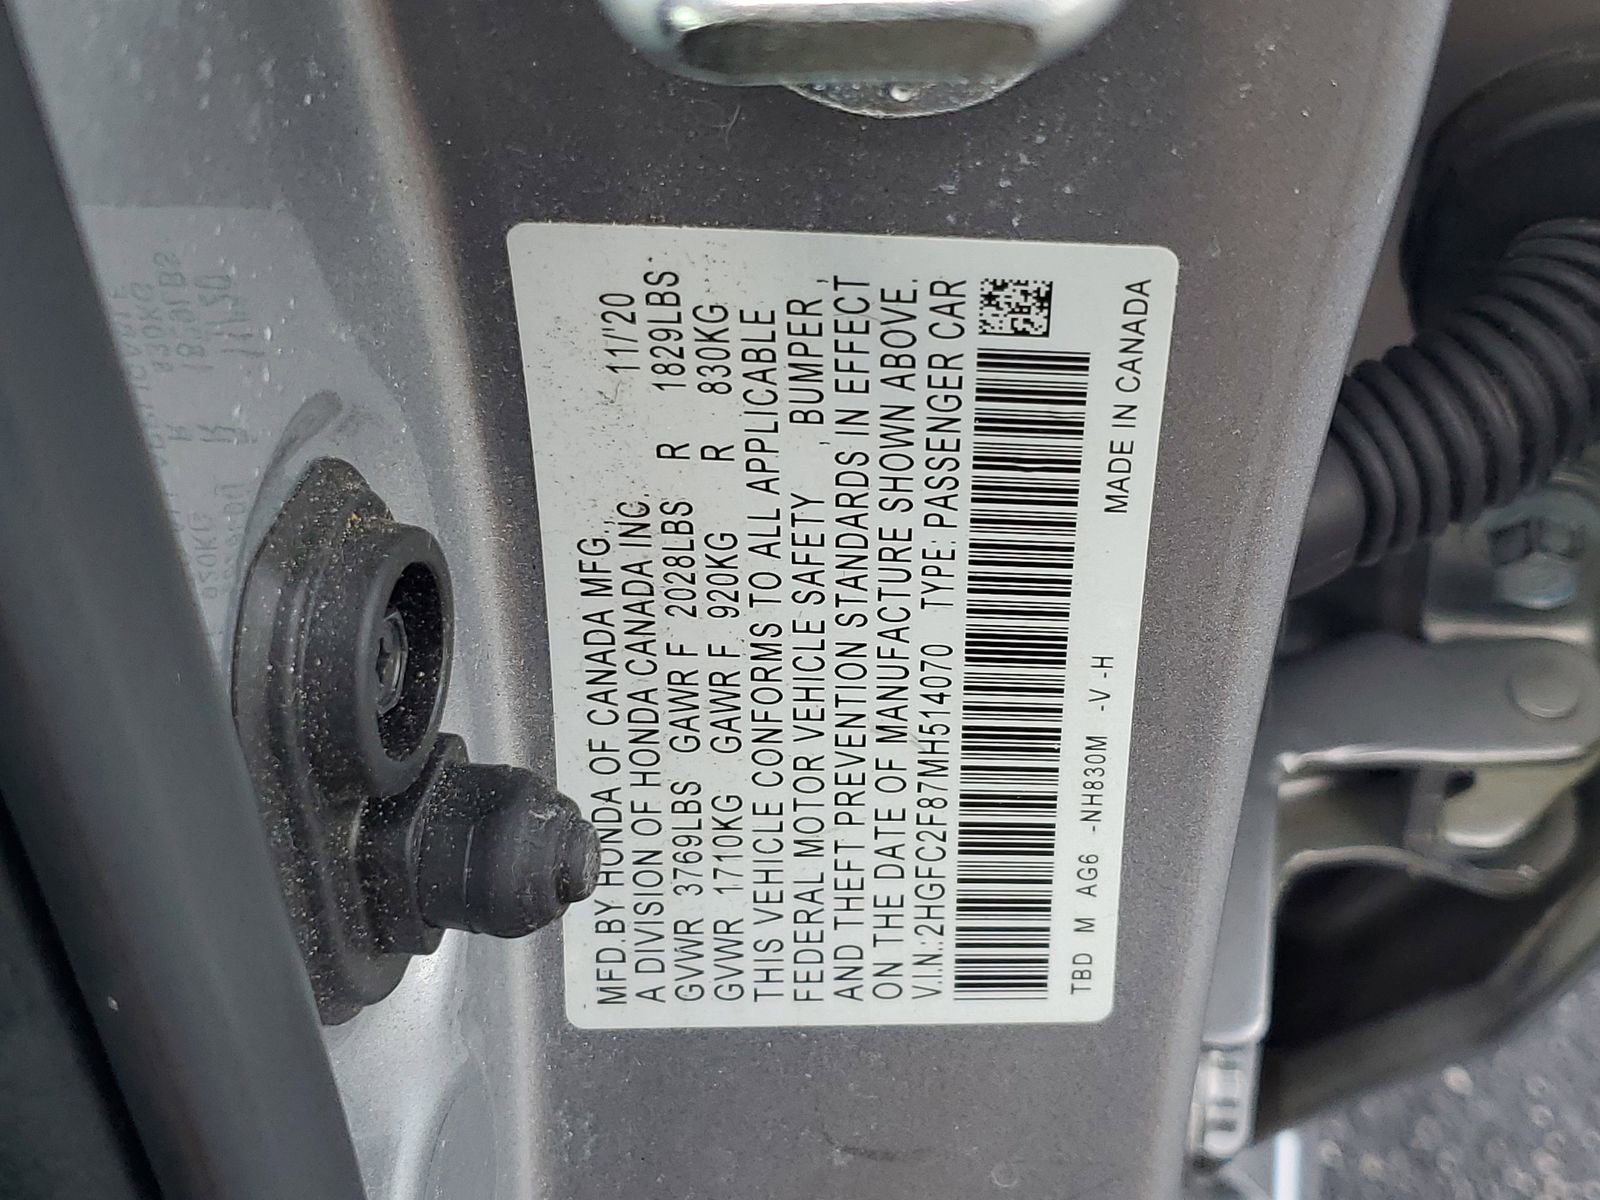 MFD.BY HONDA OF CANADA MFG., 11/'20
A DIVISION OF HONDA CANADA INC.
GVWR 3769LBS GAWR F 2028LBS R 1829LBS
GVWR 1710KG GAWR F 920KG R 830KG
THIS VEHICLE CONFORMS TO ALL APPLICABLE
FEDERAL MOTOR VEHICLE SAFETY , BUMPER ,
AND THEFT PREVENTION STANDARDS IN EFFECT
ON THE DATE OF MANUFACTURE SHOWN ABOVE.
V.I.N.:2HGFC2F87MH514070 TYPE: PASSENGER CAR
TBD M AG6 -NH830M -V -H MADE IN CANADA